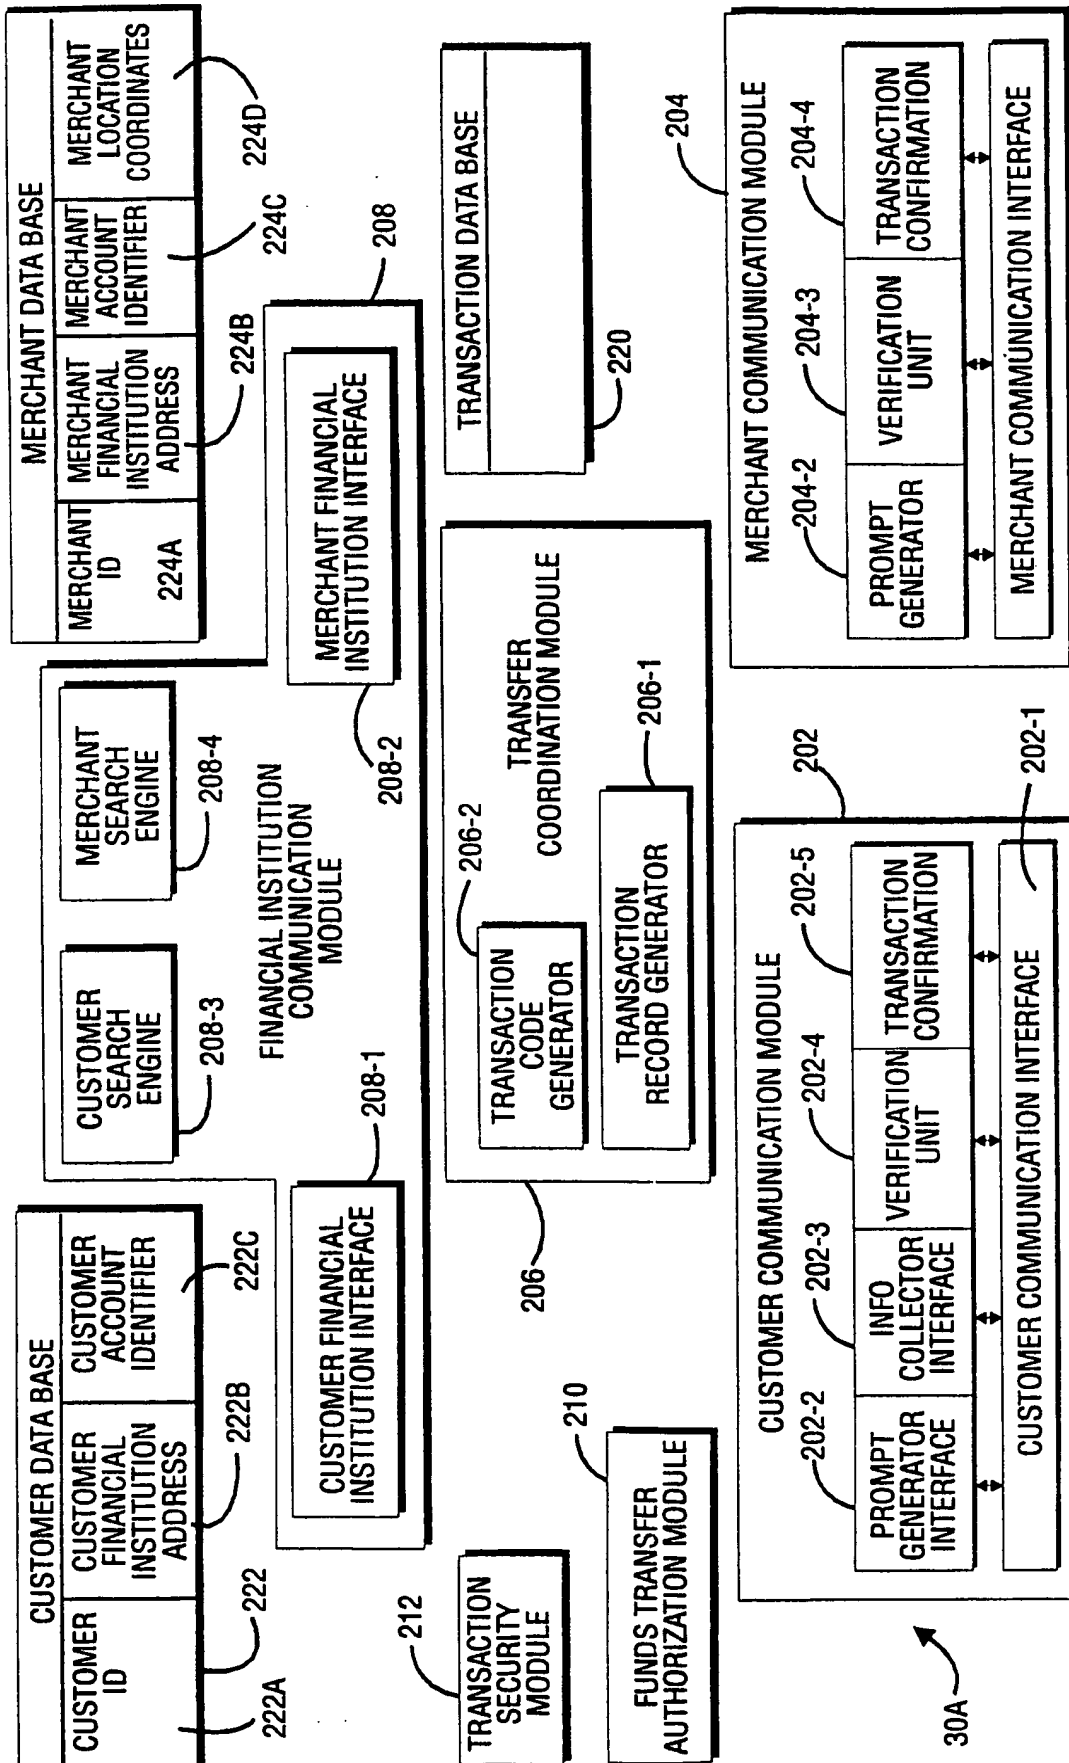 CUSTOMER DATA BASE
CUSTOMER
ID
222A
CUSTOMER
FINANCIAL
INSTITUTION
ADDRESS
222B
CUSTOMER
ACCOUNT
IDENTIFIER
222C
222
MERCHANT DATA BASE
MERCHANT
ID
224A
MERCHANT
FINANCIAL
INSTITUTION
ADDRESS
224B
MERCHANT
ACCOUNT
IDENTIFIER
224C
MERCHANT
LOCATION
COORDINATES
224D
CUSTOMER
SEARCH
ENGINE
208-3
MERCHANT
SEARCH
ENGINE
208-4
FINANCIAL INSTITUTION
COMMUNICATION
MODULE
208
CUSTOMER FINANCIAL
INSTITUTION INTERFACE
208-1
MERCHANT FINANCIAL
INSTITUTION INTERFACE
208-2
212
TRANSACTION
SECURITY
MODULE
206
TRANSACTION
CODE
GENERATOR
206-2
TRANSFER
COORDINATION MODULE
TRANSACTION
RECORD GENERATOR
206-1
TRANSACTION DATA BASE
220
210
FUNDS TRANSFER
AUTHORIZATION MODULE
CUSTOMER COMMUNICATION MODULE
202
202-2
202-3
202-4
202-5
PROMPT
GENERATOR
INTERFACE
INFO
COLLECTOR
INTERFACE
VERIFICATION
UNIT
TRANSACTION
CONFIRMATION
CUSTOMER COMMUNICATION INTERFACE
202-1
MERCHANT COMMUNICATION MODULE
204
204-2
204-3
204-4
PROMPT
GENERATOR
VERIFICATION
UNIT
TRANSACTION
CONFIRMATION
MERCHANT COMMUNICATION INTERFACE
30A